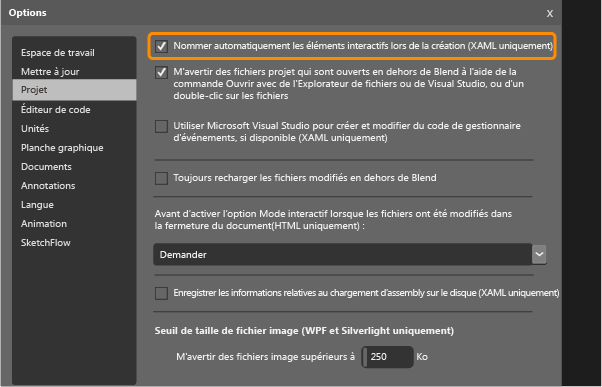 Options
x
Espace de travail
Mettre à jour
Projet
Éditeur de code
Unités
Planche graphique
Documents
Annotations
Langue
Animation
SketchFlow
Nommer automatiquement les éléments interactifs lors de la création (XAML uniquement)
M'avertir des fichiers projet qui sont ouverts en dehors de Blend à l'aide de la
commande Ouvrir avec de l'Explorateur de fichiers ou de Visual Studio, ou d'un
double-clic sur les fichiers
Utiliser Microsoft Visual Studio pour créer et modifier du code de gestionnaire
d'événements, si disponible (XAML uniquement)
Toujours recharger les fichiers modifiés en dehors de Blend
Avant d'activer l'option Mode interactif lorsque les fichiers ont été modifiés dans
la fermeture du document(HTML uniquement) :
Demander
Enregistrer les informations relatives au chargement d'assembly sur le disque (XAML uniquement)
Seuil de taille de fichier image (WPF et Silverlight uniquement)
M'avertir des fichiers image supérieurs à 250 Ko